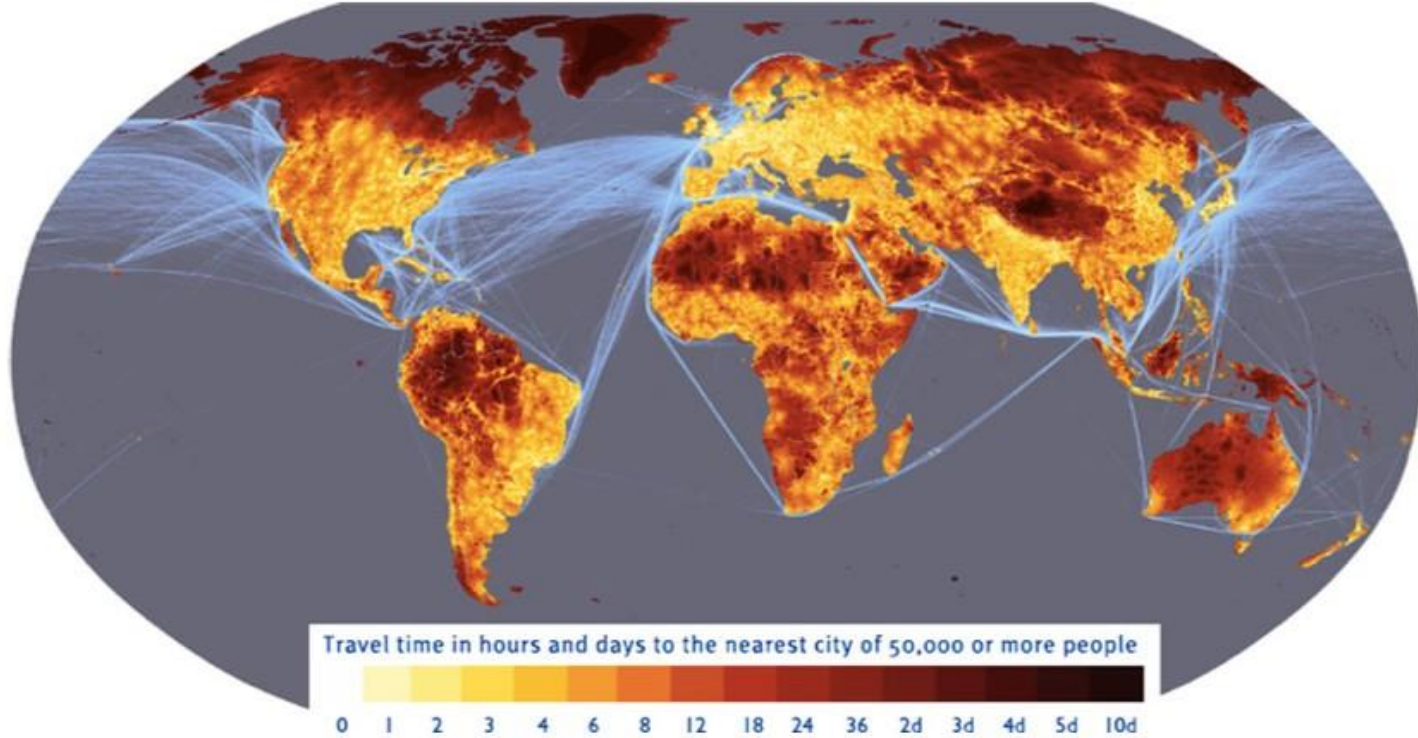 Travel time in hours and days to the nearest city of 50,000 or more people
0 1 2 3 4 6 8 12 18 24 36 2d 3d 4d 5d 10d